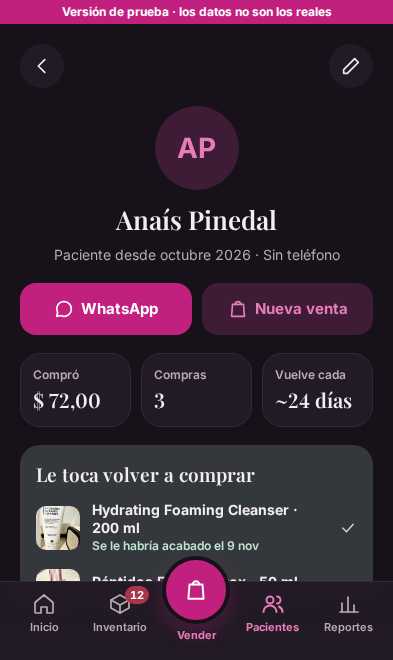 Versión de prueba · los datos no son los reales
AP
Anaís Pinedal
Paciente desde octubre 2026 · Sin teléfono
WhatsApp
Nueva venta
Compró
$ 72,00
Compras
3
Vuelve cada
~24 días
Le toca volver a comprar
Hydrating Foaming Cleanser ·
200 ml
Se le habría acabado el 9 nov
50 ml
12
Inicio
Inventario
Vender
Pacientes
Reportes